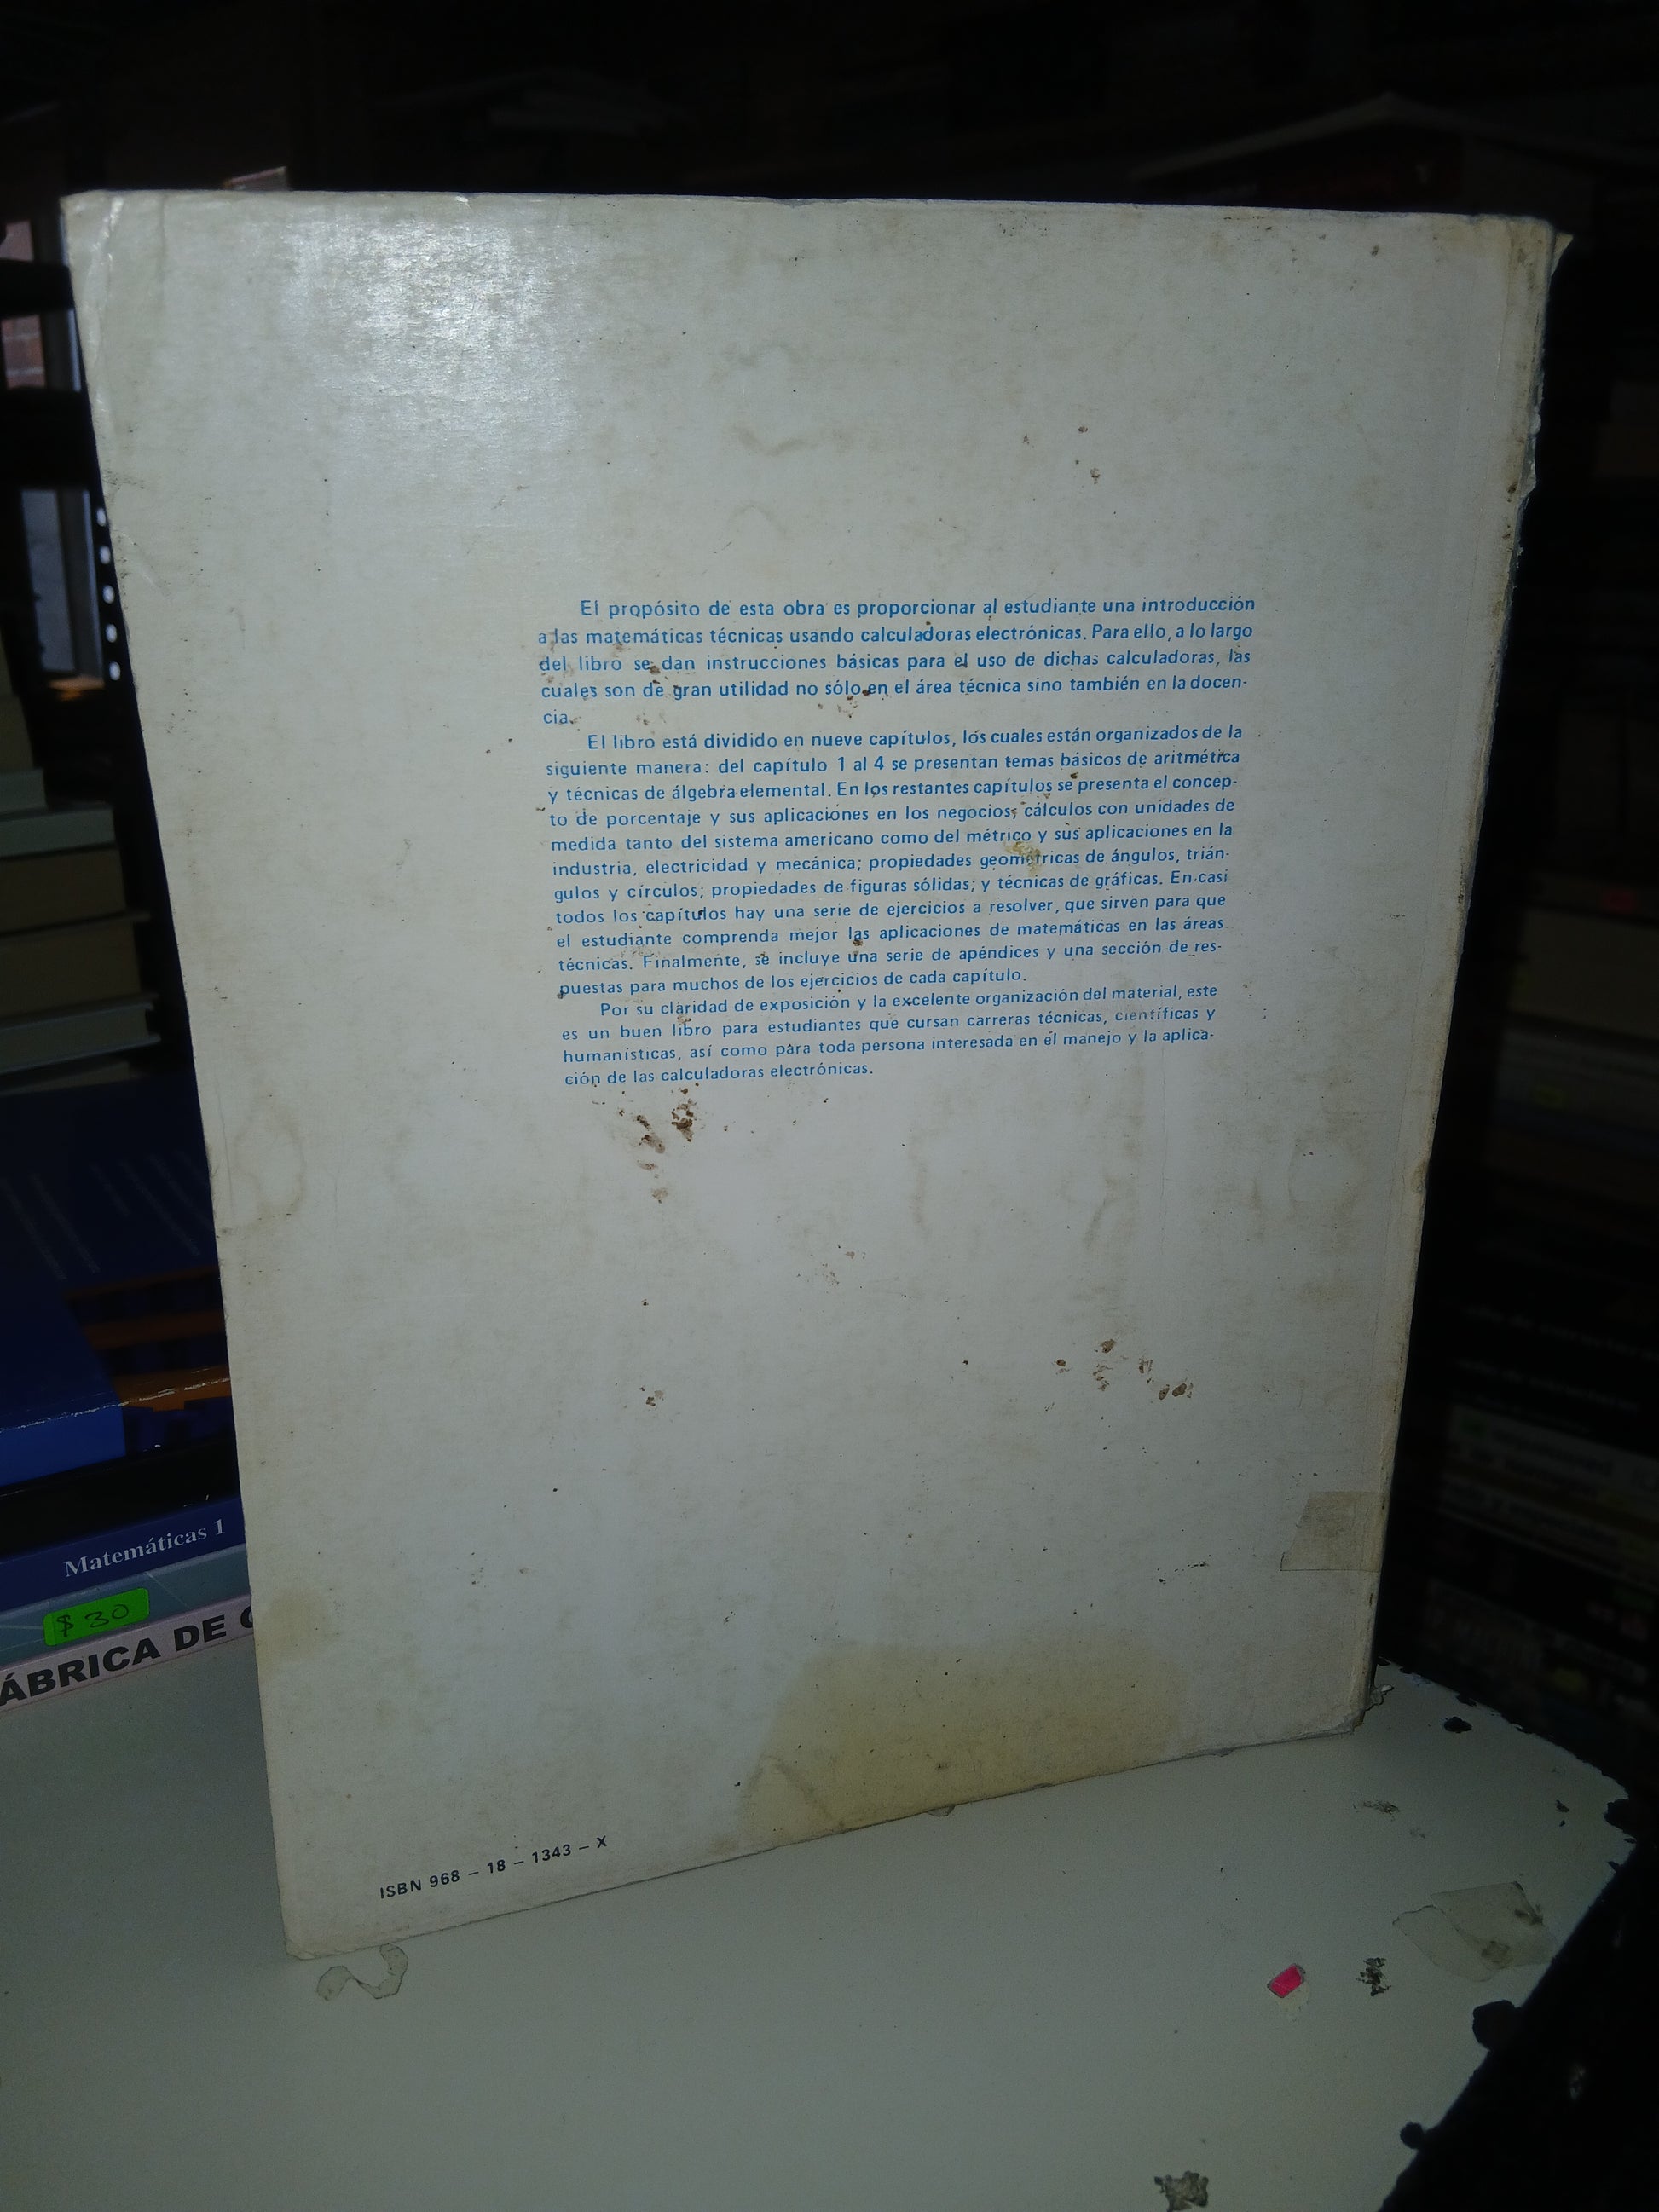 El propósito de esta obra es proporcionar al estudiante una introducción
a las matemáticas técnicas usando calculadoras electrónicas. Para ello, a lo largo
del libro se dan instrucciones básicas para el uso de dichas calculadoras, las
cuales son de gran utilidad no sólo en el área técnica sino también en la docen-
cia.
El libro está dividido en nueve capítulos, los cuales están organizados de la
siguiente manera: del capítulo 1 al 4 se presentan temas básicos de aritmética
y técnicas de álgebra elemental. En los restantes capítulos se presenta el concep-
to de porcentaje y sus aplicaciones en los negocios; cálculos con unidades de
medida tanto del sistema americano como del métrico y sus aplicaciones en la
industria, electricidad y mecánica; propiedades geométricas de ángulos, trián-
gulos y círculos; propiedades de figuras sólidas; y técnicas de gráficas. En casi
todos los capítulos hay una serie de ejercicios a resolver, que sirven para que
el estudiante comprenda mejor las aplicaciones de matemáticas en las áreas
técnicas. Finalmente, se incluye una serie de apéndices y una sección de res-
puestas para muchos de los ejercicios de cada capítulo.
Por su claridad de exposición y la excelente organización del material, este
es un buen libro para estudiantes que cursan carreras técnicas, científicas y
humanísticas, así como para toda persona interesada en el manejo y la aplica-
ción de las calculadoras electrónicas.
ISBN 968 – 18 – 1343 – X
Matemáticas 1
$ 30
ÁBRICA DE